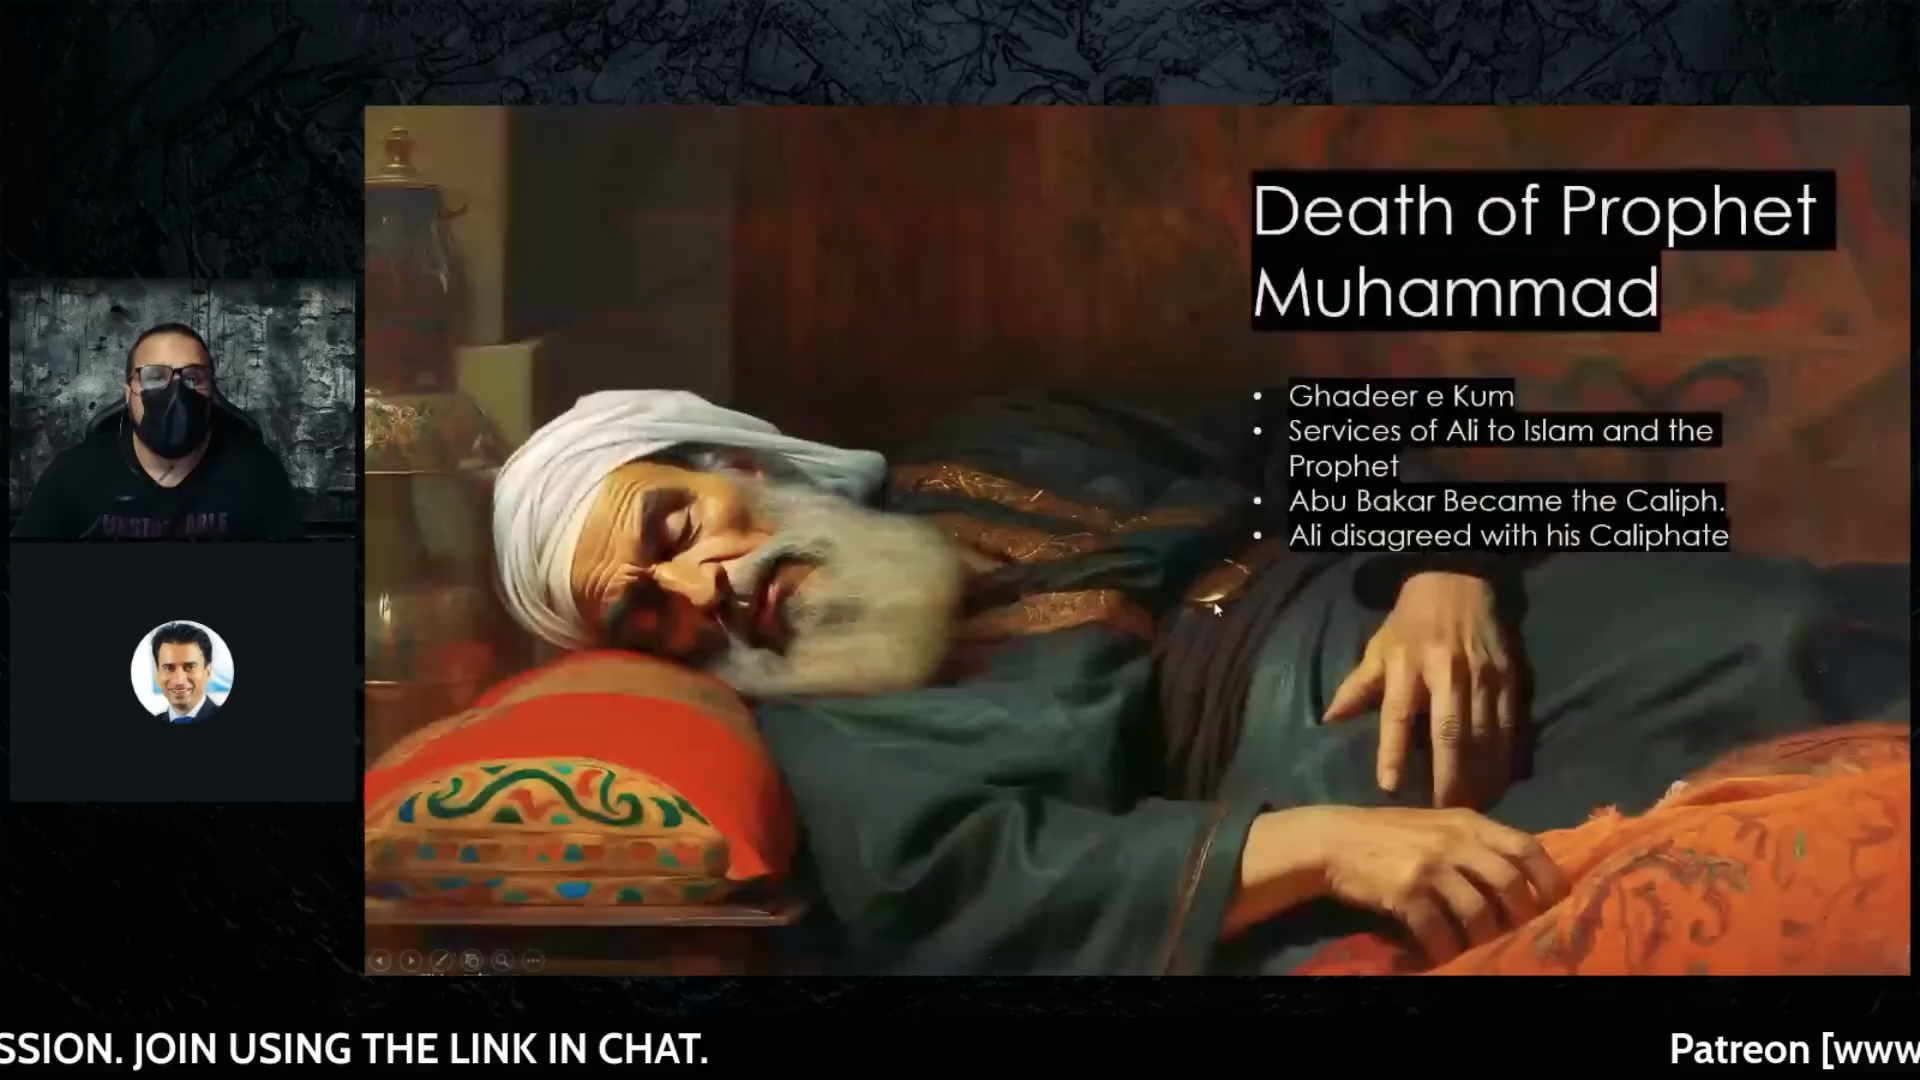 Death of Prophet
Muhammad
• Ghadeer e Kum
• Services of Ali to Islam and the
Prophet
• Abu Bakar Became the Caliph.
• Ali disagreed with his Caliphate
SSION. JOIN USING THE LINK IN CHAT.
Patreon [www